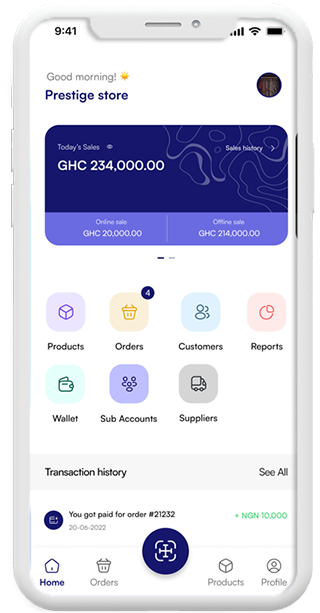 9:41
Good morning!
Prestige store
Today's Sales
Sales history
GHC 234,000.00
Online sale
Offline sale
GHC 20,000.00
GHC 214,000.00
4
Products
Orders
Customers
Reports
Wallet
Sub Accounts
Suppliers
Transaction history
See All
You got paid for order #21232
+ NGN 10,000
20-06-2022
Home
Orders
Products
Profile